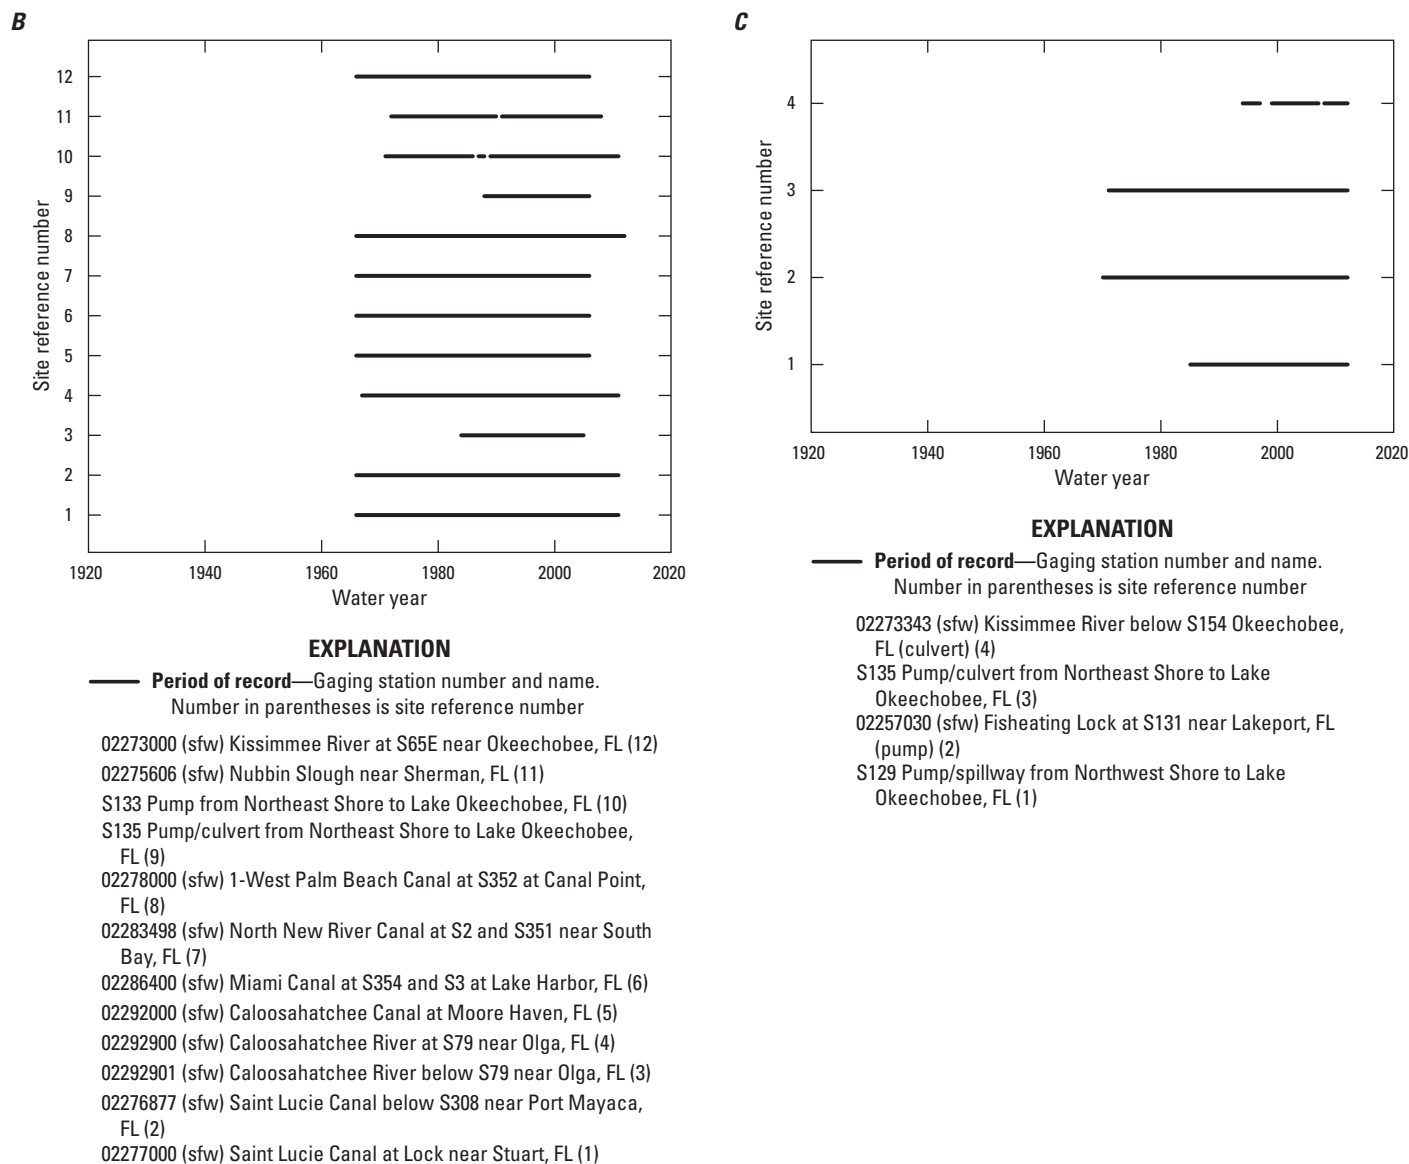 B
12
11
10
9
8
7
6
5
4
3
2
1
Site reference number
1920 1940 1960 1980 2000 2020
Water year
EXPLANATION
Period of record—Gaging station number and name.
Number in parentheses is site reference number
02273000 (sfw) Kissimmee River at S65E near Okeechobee, FL (12)
02275606 (sfw) Nubbin Slough near Sherman, FL (11)
S133 Pump from Northeast Shore to Lake Okeechobee, FL (10)
S135 Pump/culvert from Northeast Shore to Lake Okeechobee,
FL (9)
02278000 (sfw) 1-West Palm Beach Canal at S352 at Canal Point,
FL (8)
02283498 (sfw) North New River Canal at S2 and S351 near South
Bay, FL (7)
02286400 (sfw) Miami Canal at S354 and S3 at Lake Harbor, FL (6)
02292000 (sfw) Caloosahatchee Canal at Moore Haven, FL (5)
02292900 (sfw) Caloosahatchee River at S79 near Olga, FL (4)
02292901 (sfw) Caloosahatchee River below S79 near Olga, FL (3)
02276877 (sfw) Saint Lucie Canal below S308 near Port Mayaca,
FL (2)
02277000 (sfw) Saint Lucie Canal at Lock near Stuart, FL (1)
C
4
3
2
1
Site reference number
1920 1940 1960 1980 2000 2020
Water year
EXPLANATION
Period of record—Gaging station number and name.
Number in parentheses is site reference number
02273343 (sfw) Kissimmee River below S154 Okeechobee,
FL (culvert) (4)
S135 Pump/culvert from Northeast Shore to Lake
Okeechobee, FL (3)
02257030 (sfw) Fisheating Lock at S131 near Lakeport, FL
(pump) (2)
S129 Pump/spillway from Northwest Shore to Lake
Okeechobee, FL (1)